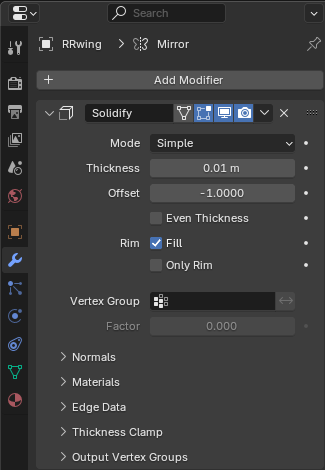 Search
RRwing > Mirror
+ Add Modifier
Solidify
Mode Simple
Thickness 0.01 m
Offset -1.0000
Even Thickness
Rim Fill
Only Rim
Vertex Group
Factor 0.000
Normals
Materials
Edge Data
Thickness Clamp
Output Vertex Groups